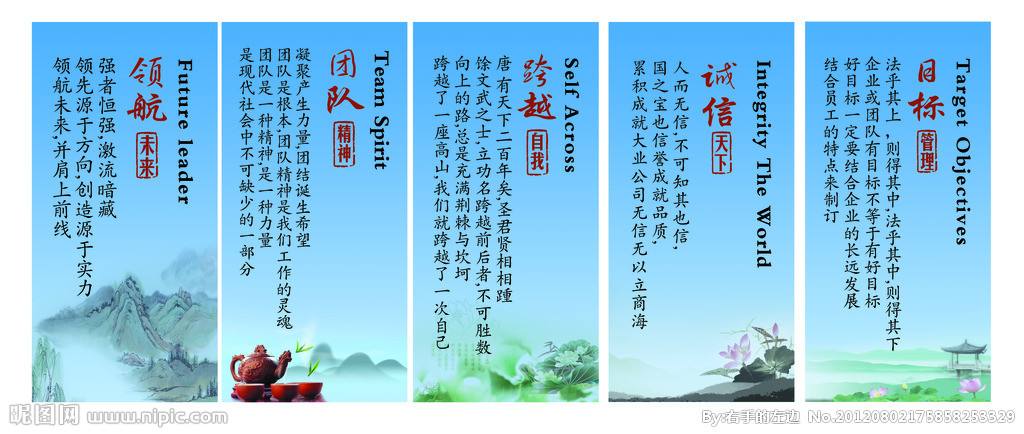 Future leader
领航
未来
强者恒强,激流暗藏
领先源于方向,创造源于实力
领航未来,并肩上前线
Team Spirit
团队
精神
凝聚产生力量团结诞生希望
团队是根本,团队精神是我们工作的灵魂
团队是一种精神是一种力量
是现代社会中不可缺少的一部分
Self Across
跨越
自我
唐有天下二百年矣,圣君贤相相踵
馀文武之士,立功名跨越前后者,不可胜数
向上的路,总是充满荆棘与坎坷
跨越了一座高山,我们就跨越了一次自己
Integrity The World
诚信
天下
人而无信,不可知其也信,
国之宝也信誉成就品质,
累积成就大业公司无信无以立商海
Target Objectives
目标
管理
法乎其上,则得其中,法乎其中,则得其下
企业或团队有目标不等于有好目标
好目标一定要结合企业的长远发展
结合员工的特点来制订
昵图网 www.nipic.com
By:右手的左边 No.20120802175858253329